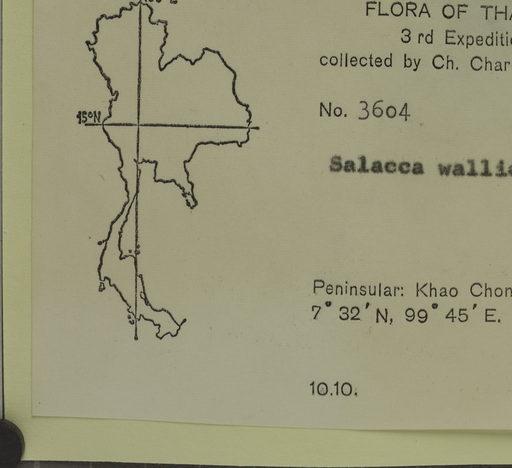 FLORA OF THA
3 rd Expediti
collected by Ch. Char
No. 3604
15°N
Salacca walli
Peninsular: Khao Chon
7° 32′ N, 99° 45′ E.
10.10.